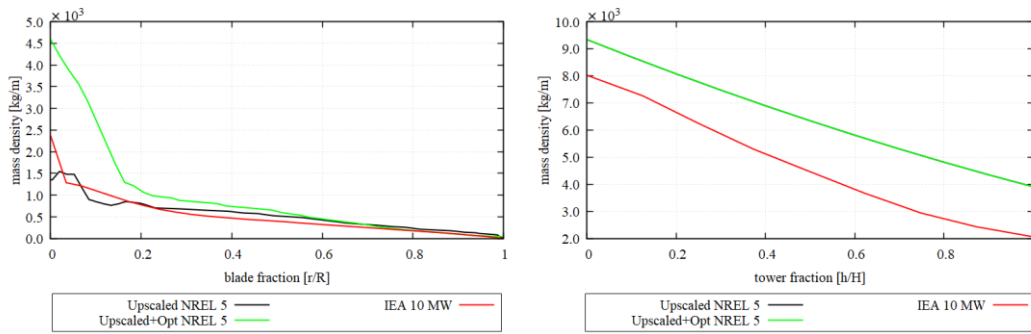 × 10³
5.0
4.5
4.0
3.5
3.0
2.5
2.0
1.5
1.0
0.5
0.0
mass density [kg/m]
0 0.2 0.4 0.6 0.8 1
blade fraction [r/R]
Upscaled NREL 5 IEA 10 MW
Upscaled+Opt NREL 5
× 10³
10.0
9.0
8.0
7.0
6.0
5.0
4.0
3.0
2.0
mass density [kg/m]
0 0.2 0.4 0.6 0.8
tower fraction [h/H]
Upscaled NREL 5 IEA 10 MW
Upscaled+Opt NREL 5